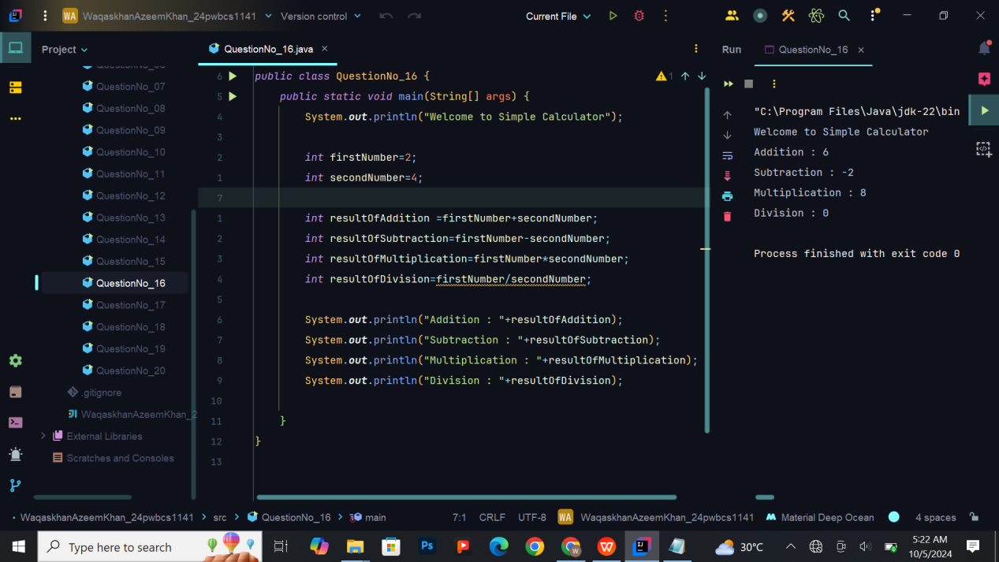 WA WaqaskhanAzeemKhan_24pwbcs1141 Version control Current File
Project
QuestionNo_07
QuestionNo_08
QuestionNo_09
QuestionNo_10
QuestionNo_11
QuestionNo_12
QuestionNo_13
QuestionNo_14
QuestionNo_15
QuestionNo_16
QuestionNo_17
QuestionNo_18
QuestionNo_19
QuestionNo_20
.gitignore
WaqaskhanAzeemKhan_2
External Libraries
Scratches and Consoles
QuestionNo_16.java
1
6 public class QuestionNo_16 {
5 public static void main(String[] args) {
4 System.out.println("Welcome to Simple Calculator");
3
2 int firstNumber=2;
1 int secondNumber=4;
7
1 int resultOfAddition =firstNumber+secondNumber;
2 int resultOfSubtraction=firstNumber-secondNumber;
3 int resultOfMultiplication=firstNumber*secondNumber;
4 int resultOfDivision=firstNumber/secondNumber;
5
6 System.out.println("Addition : "+resultOfAddition);
7 System.out.println("Subtraction : "+resultOfSubtraction);
8 System.out.println("Multiplication : "+resultOfMultiplication);
9 System.out.println("Division : "+resultOfDivision);
10
11 }
12 }
13
Run QuestionNo_16
"C:\Program Files\Java\jdk-22\bin
Welcome to Simple Calculator
Addition : 6
Subtraction : -2
Multiplication : 8
Division : 0
Process finished with exit code 0
WaqaskhanAzeemKhan_24pwbcs1141 > src > QuestionNo_16 > main 7:1 CRLF UTF-8 WA WaqaskhanAzeemKhan_24pwbcs1141 Material Deep Ocean 4 spaces
Type here to search
Ps
30°C
5:22 AM
10/5/2024